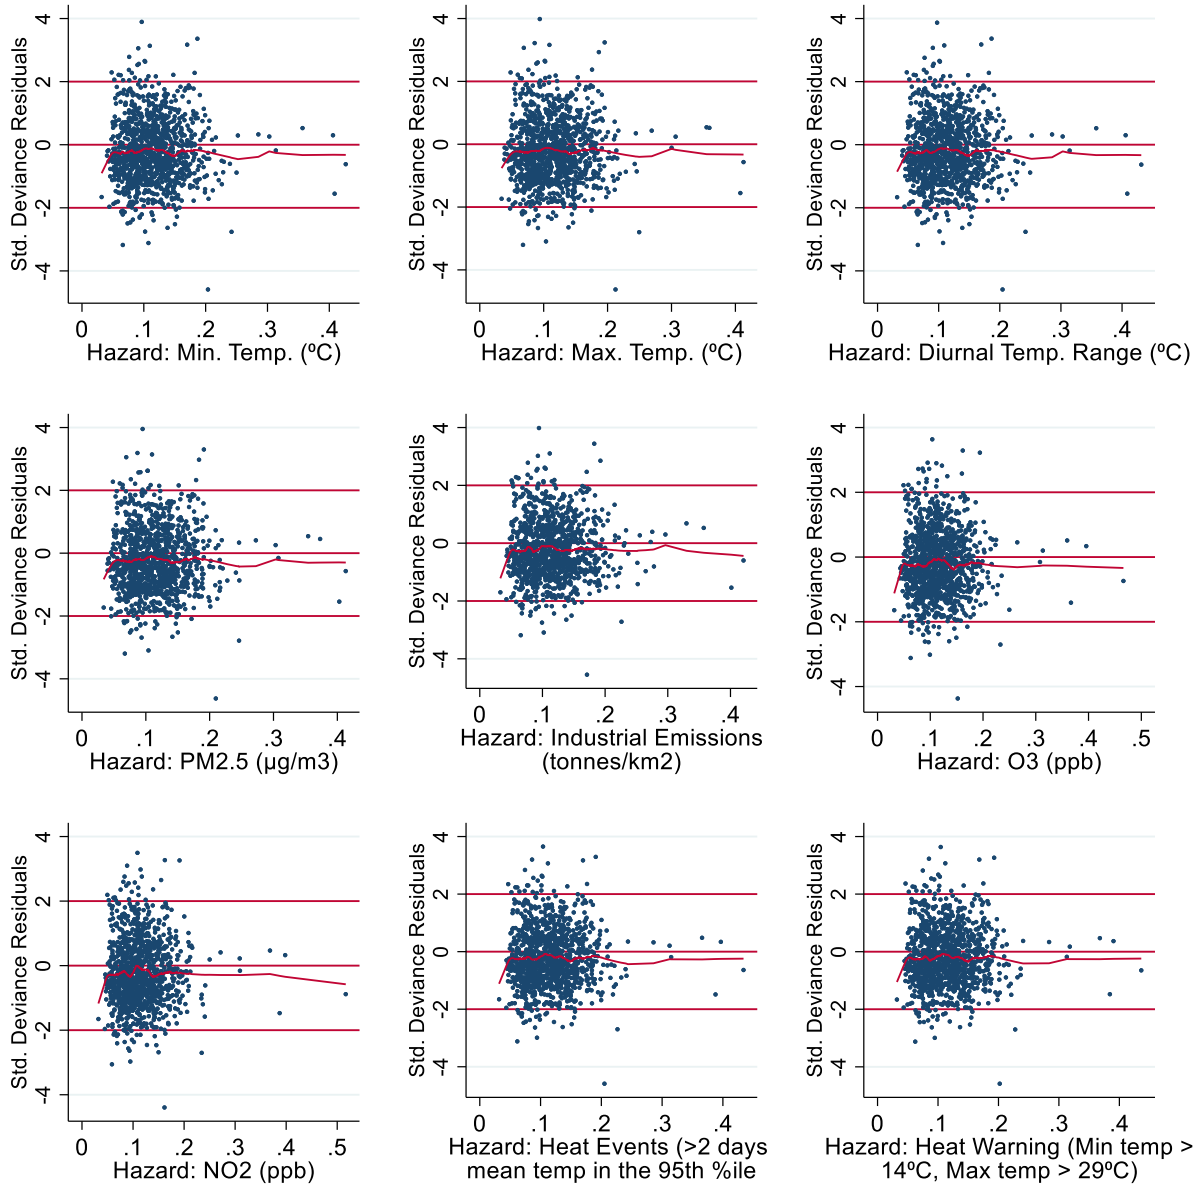 Std. Deviance Residuals
4
2
0
-2
-4
0 .1 .2 .3 .4
Hazard: Min. Temp. (ºC)
Std. Deviance Residuals
4
2
0
-2
-4
0 .1 .2 .3 .4
Hazard: Max. Temp. (ºC)
Std. Deviance Residuals
4
2
0
-2
-4
0 .1 .2 .3 .4
Hazard: Diurnal Temp. Range (ºC)
Std. Deviance Residuals
4
2
0
-2
-4
0 .1 .2 .3 .4
Hazard: PM2.5 (µg/m3)
Std. Deviance Residuals
4
2
0
-2
-4
0 .1 .2 .3 .4
Hazard: Industrial Emissions
(tonnes/km2)
Std. Deviance Residuals
4
2
0
-2
-4
0 .1 .2 .3 .4 .5
Hazard: O3 (ppb)
Std. Deviance Residuals
4
2
0
-2
-4
0 .1 .2 .3 .4 .5
Hazard: NO2 (ppb)
Std. Deviance Residuals
4
2
0
-2
-4
0 .1 .2 .3 .4
Hazard: Heat Events (>2 days
mean temp in the 95th %ile
Std. Deviance Residuals
4
2
0
-2
-4
0 .1 .2 .3 .4
Hazard: Heat Warning (Min temp >
14ºC, Max temp > 29ºC)